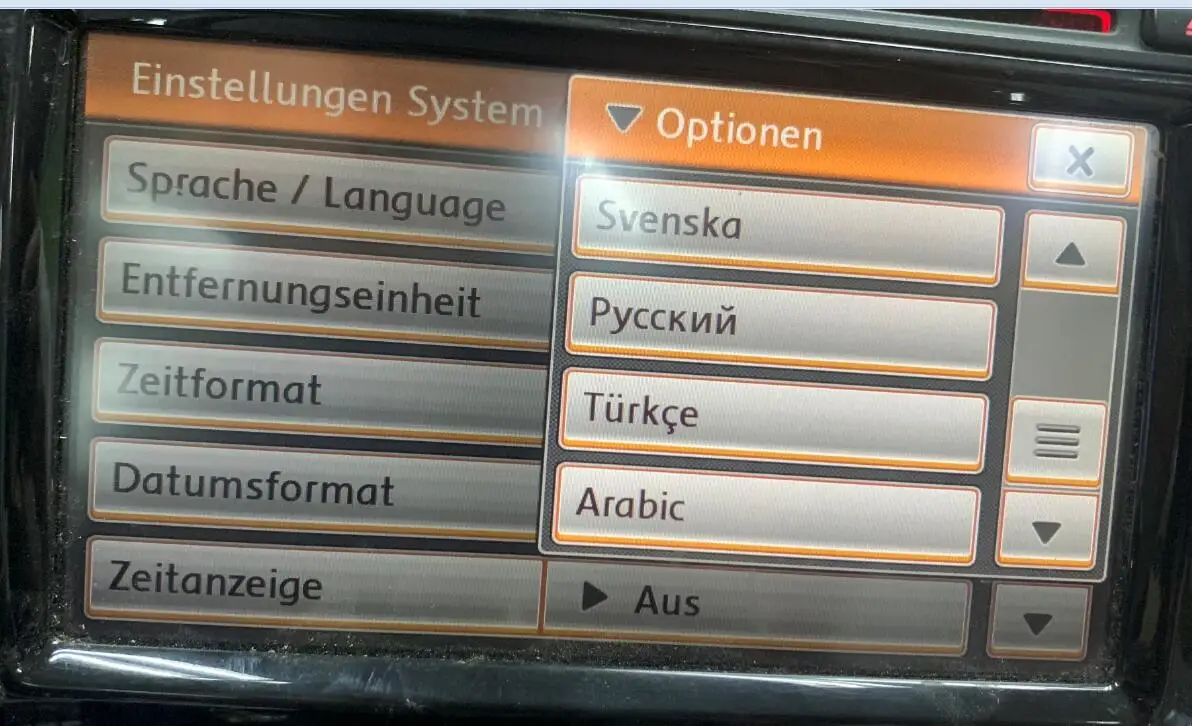 Einstellungen System
Optionen
Sprache / Language
Svenska
Entfernungseinheit
Русский
Zeitformat
Türkçe
Datumsformat
Arabic
Zeitanzeige
Aus